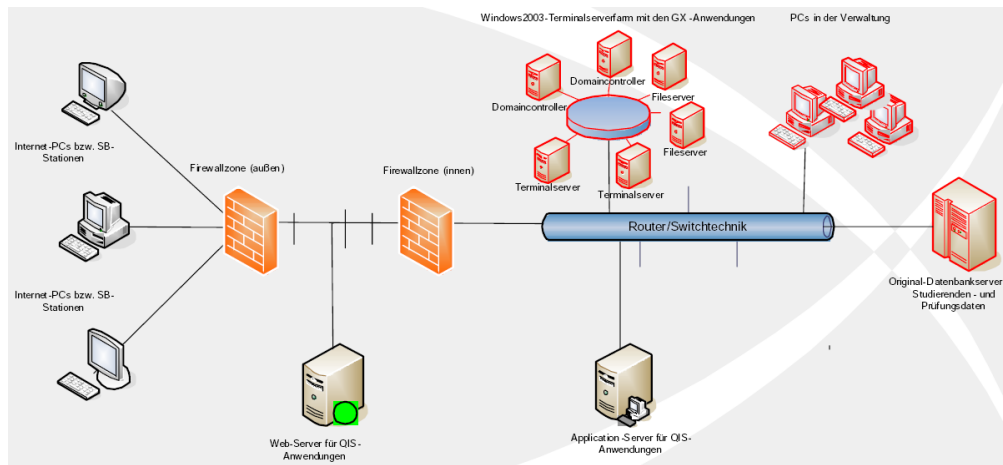 Windows2003-Terminalserverfarm mit den GX -Anwendungen
PCs in der Verwaltung
Domaincontroller
Domaincontroller
Fileserver
Fileserver
Terminalserver
Terminalserver
Internet-PCs bzw. SB-
Stationen
Firewallzone (außen)
Firewallzone (innen)
Router/Switchtechnik
Internet-PCs bzw. SB-
Stationen
Original-Datenbankserver
Studierenden - und
Prüfungsdaten
Web-Server für QIS -
Anwendungen
Application -Server für QIS-
Anwendungen